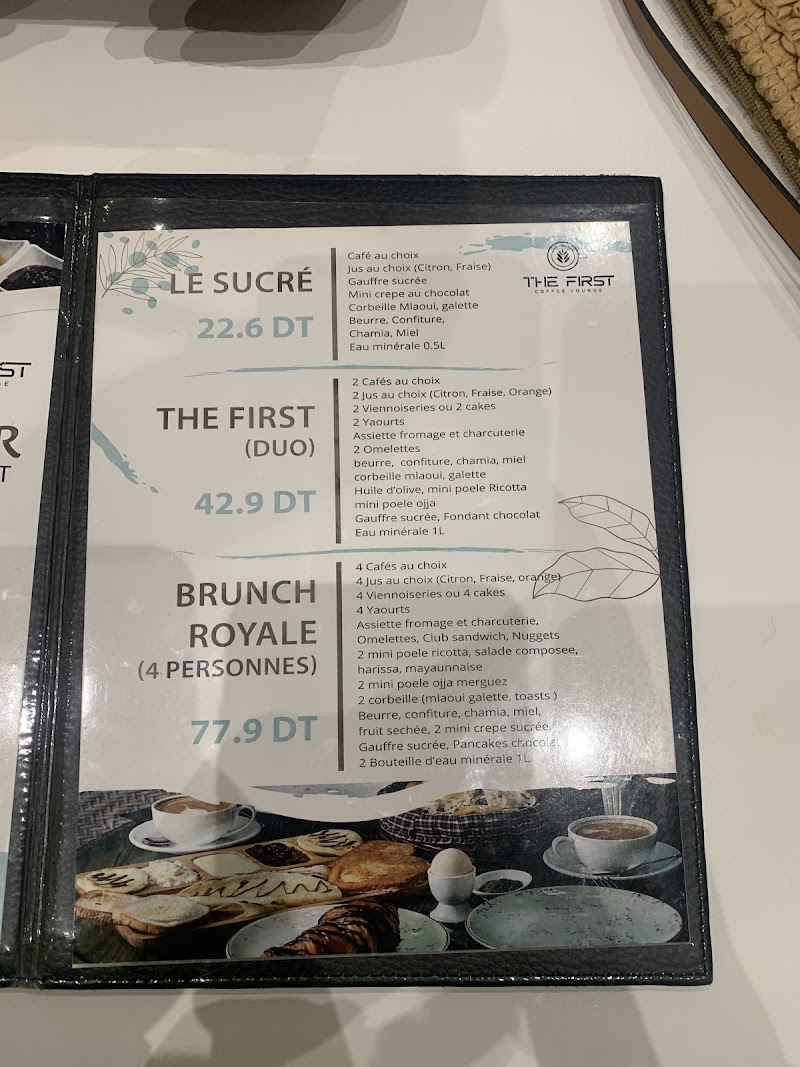 LE SUCRÉ
22.6 DT
Café au choix
Jus au choix (Citron, Fraise)
Gauffre sucrée
Mini crepe au chocolat
Corbeille Mlaoui, galette
Beurre, Confiture,
Chamia, Miel
Eau minérale 0.5L
THE FIRST
COFFEE LOUNGE
THE FIRST
(DUO)
42.9 DT
2 Cafés au choix
2 Jus au choix (Citron, Fraise, Orange)
2 Viennoiseries ou 2 cakes
2 Yaourts
Assiette fromage et charcuterie
2 Omelettes
beurre, confiture, chamia, miel
corbeille mlaoui, galette
Huile d'olive, mini poele Ricotta
mini poele ojja
Gauffre sucrée, Fondant chocolat
Eau minérale 1L
BRUNCH
ROYALE
(4 PERSONNES)
77.9 DT
4 Cafés au choix
4 Jus au choix (Citron, Fraise, orange)
4 Viennoiseries ou 4 cakes
4 Yaourts
Assiette fromage et charcuterie,
Omelettes, Club sandwich, Nuggets
2 mini poele ricotta, salade composee,
harissa, mayaunnaise
2 mini poele ojja merguez
2 corbeille (mlaoui galette, toasts )
Beurre, confiture, chamia, miel,
fruit sechée, 2 mini crepe sucrée,
Gauffre sucrée, Pancakes chocolat
2 Bouteille d'eau minérale 1L